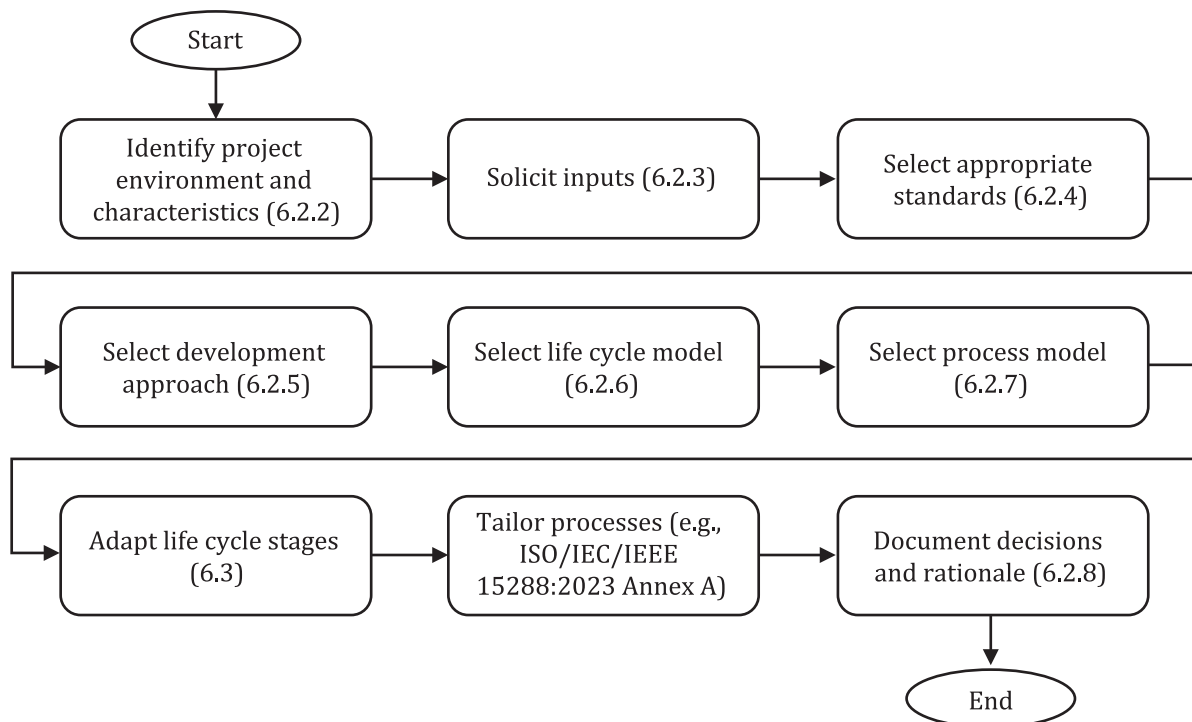 Start
Identify project
environment and
characteristics (6.2.2)
Solicit inputs (6.2.3)
Select appropriate
standards (6.2.4)
Select development
approach (6.2.5)
Select life cycle model
(6.2.6)
Select process model
(6.2.7)
Adapt life cycle stages
(6.3)
Tailor processes (e.g.,
ISO/IEC/IEEE
15288:2023 Annex A)
Document decisions
and rationale (6.2.8)
End